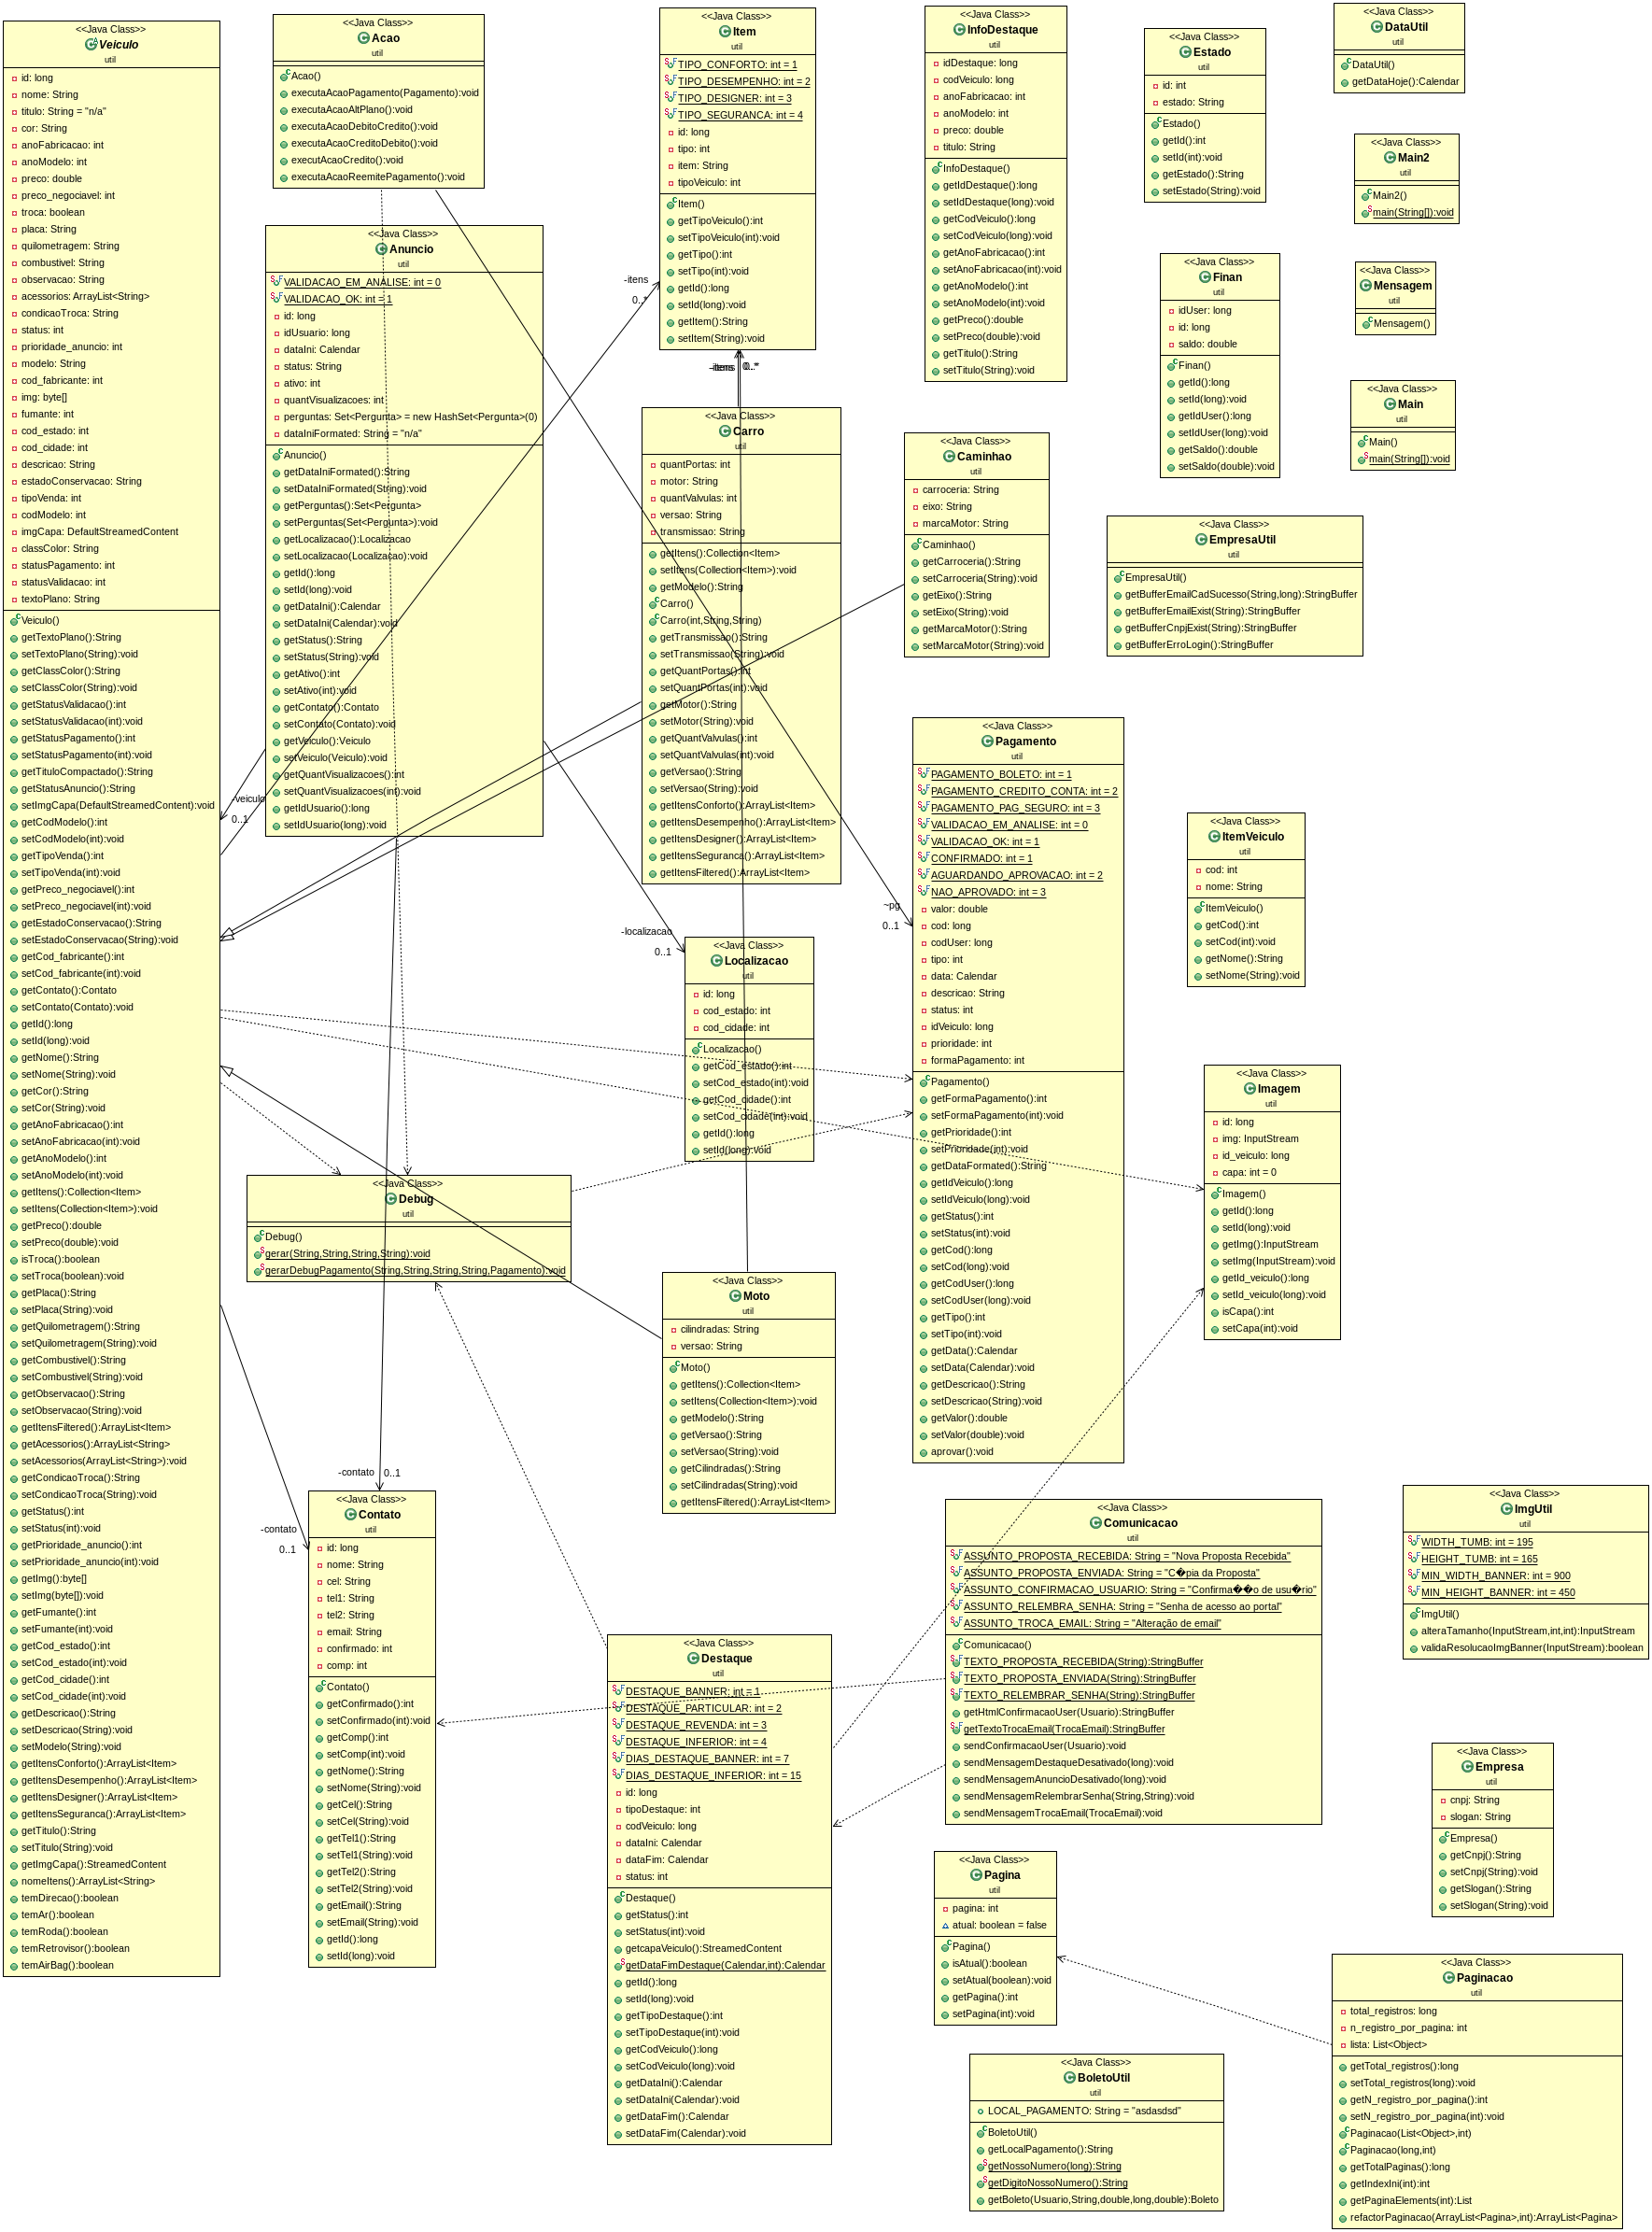 <<Java Class>>
Veiculo
util
id: long
nome: String
titulo: String = "n/a"
cor: String
anoFabricacao: int
anoModelo: int
preco: double
preco_negociavel: int
troca: boolean
placa: String
quilometragem: String
combustivel: String
observacao: String
acessorios: ArrayList<String>
condicaoTroca: String
status: int
prioridade_anuncio: int
modelo: String
cod_fabricante: int
img: byte[]
fumante: int
cod_estado: int
cod_cidade: int
descricao: String
estadoConservacao: String
tipoVenda: int
codModelo: int
imgCapa: DefaultStreamedContent
classColor: String
statusPagamento: int
statusValidacao: int
textoPlano: String
Veiculo()
getTextoPlano():String
setTextoPlano(String):void
getClassColor():String
setClassColor(String):void
getStatusValidacao():int
setStatusValidacao(int):void
getStatusPagamento():int
setStatusPagamento(int):void
getTituloCompactado():String
getStatusAnuncio():String
setImgCapa(DefaultStreamedContent):void
getCodModelo():int
setCodModelo(int):void
getTipoVenda():int
setTipoVenda(int):void
getPreco_negociavel():int
setPreco_negociavel(int):void
getEstadoConservacao():String
setEstadoConservacao(String):void
getCod_fabricante():int
setCod_fabricante(int):void
getContato():Contato
setContato(Contato):void
getId():long
setId(long):void
getNome():String
setNome(String):void
getCor():String
setCor(String):void
getAnoFabricacao():int
setAnoFabricacao(int):void
getAnoModelo():int
setAnoModelo(int):void
getItens():Collection<Item>
setItens(Collection<Item>):void
getPreco():double
setPreco(double):void
isTroca():boolean
setTroca(boolean):void
getPlaca():String
setPlaca(String):void
getQuilometragem():String
setQuilometragem(String):void
getCombustivel():String
setCombustivel(String):void
getObservacao():String
setObservacao(String):void
getItensFiltered():ArrayList<Item>
getAcessorios():ArrayList<String>
setAcessorios(ArrayList<String>):void
getCondicaoTroca():String
setCondicaoTroca(String):void
getStatus():int
setStatus(int):void
getPrioridade_anuncio():int
setPrioridade_anuncio(int):void
getImg():byte[]
setImg(byte[]):void
getFumante():int
setFumante(int):void
getCod_estado():int
setCod_estado(int):void
getCod_cidade():int
setCod_cidade(int):void
getDescricao():String
setDescricao(String):void
setModelo(String):void
getItensConforto():ArrayList<Item>
getItensDesempenho():ArrayList<Item>
getItensDesigner():ArrayList<Item>
getItensSeguranca():ArrayList<Item>
getTitulo():String
setTitulo(String):void
getImgCapa():StreamedContent
nomeItens():ArrayList<String>
temDirecao():boolean
temAr():boolean
temRoda():boolean
temRetrovisor():boolean
temAirBag():boolean
<<Java Class>>
Acao
util
Acao()
executaAcaoPagamento(Pagamento):void
executaAcaoAltPlano():void
executaAcaoDebitoCredito():void
executaAcaoCreditoDebito():void
executAcaoCredito():void
executaAcaoReemitePagamento():void
<<Java Class>>
Anuncio
util
VALIDACAO_EM_ANALISE: int = 0
VALIDACAO_OK: int = 1
id: long
idUsuario: long
dataIni: Calendar
status: String
ativo: int
quantVisualizacoes: int
perguntas: Set<Pergunta> = new HashSet<Pergunta>(0)
dataIniFormated: String = "n/a"
Anuncio()
getDataIniFormated():String
setDataIniFormated(String):void
getPerguntas():Set<Pergunta>
setPerguntas(Set<Pergunta>):void
getLocalizacao():Localizacao
setLocalizacao(Localizacao):void
getId():long
setId(long):void
getDataIni():Calendar
setDataIni(Calendar):void
getStatus():String
setStatus(String):void
getAtivo():int
setAtivo(int):void
getContato():Contato
setContato(Contato):void
getVeiculo():Veiculo
setVeiculo(Veiculo):void
getQuantVisualizacoes():int
setQuantVisualizacoes(int):void
getIdUsuario():long
setIdUsuario(long):void
-veiculo
0..1
<<Java Class>>
Item
util
TIPO_CONFORTO: int = 1
TIPO_DESEMPENHO: int = 2
TIPO_DESIGNER: int = 3
TIPO_SEGURANCA: int = 4
id: long
tipo: int
item: String
tipoVeiculo: int
Item()
getTipoVeiculo():int
setTipoVeiculo(int):void
getTipo():int
setTipo(int):void
getId():long
setId(long):void
getItem():String
setItem(String):void
-itens
0..*
-itens
0..*
<<Java Class>>
Carro
util
quantPortas: int
motor: String
quantValvulas: int
versao: String
transmissao: String
getItens():Collection<Item>
setItens(Collection<Item>):void
getModelo():String
Carro()
Carro(int,String,String)
getTransmissao():String
setTransmissao(String):void
getQuantPortas():int
setQuantPortas(int):void
getMotor():String
setMotor(String):void
getQuantValvulas():int
setQuantValvulas(int):void
getVersao():String
setVersao(String):void
getItensConforto():ArrayList<Item>
getItensDesempenho():ArrayList<Item>
getItensDesigner():ArrayList<Item>
getItensSeguranca():ArrayList<Item>
getItensFiltered():ArrayList<Item>
<<Java Class>>
InfoDestaque
util
idDestaque: long
codVeiculo: long
anoFabricacao: int
anoModelo: int
preco: double
titulo: String
InfoDestaque()
getIdDestaque():long
setIdDestaque(long):void
getCodVeiculo():long
setCodVeiculo(long):void
getAnoFabricacao():int
setAnoFabricacao(int):void
getAnoModelo():int
setAnoModelo(int):void
getPreco():double
setPreco(double):void
getTitulo():String
setTitulo(String):void
<<Java Class>>
Caminhao
util
carroceria: String
eixo: String
marcaMotor: String
Caminhao()
getCarroceria():String
setCarroceria(String):void
getEixo():String
setEixo(String):void
getMarcaMotor():String
setMarcaMotor(String):void
<<Java Class>>
Estado
util
id: int
estado: String
Estado()
getId():int
setId(int):void
getEstado():String
setEstado(String):void
<<Java Class>>
DataUtil
util
DataUtil()
getDataHoje():Calendar
<<Java Class>>
Main2
util
Main2()
main(String[]):void
<<Java Class>>
Finan
util
idUser: long
id: long
saldo: double
Finan()
getId():long
setId(long):void
getIdUser():long
setIdUser(long):void
getSaldo():double
setSaldo(double):void
<<Java Class>>
Mensagem
util
Mensagem()
<<Java Class>>
Main
util
Main()
main(String[]):void
<<Java Class>>
EmpresaUtil
util
EmpresaUtil()
getBufferEmailCadSucesso(String,long):StringBuffer
getBufferEmailExist(String):StringBuffer
getBufferCnpjExist(String):StringBuffer
getBufferErroLogin():StringBuffer
<<Java Class>>
Pagamento
util
PAGAMENTO_BOLETO: int = 1
PAGAMENTO_CREDITO_CONTA: int = 2
PAGAMENTO_PAG_SEGURO: int = 3
VALIDACAO_EM_ANALISE: int = 0
VALIDACAO_OK: int = 1
CONFIRMADO: int = 1
AGUARDANDO_APROVACAO: int = 2
NAO_APROVADO: int = 3
valor: double
cod: long
codUser: long
tipo: int
data: Calendar
descricao: String
status: int
idVeiculo: long
prioridade: int
formaPagamento: int
Pagamento()
getFormaPagamento():int
setFormaPagamento(int):void
getPrioridade():int
setPrioridade(int):void
getDataFormated():String
getIdVeiculo():long
setIdVeiculo(long):void
getStatus():int
setStatus(int):void
getCod():long
setCod(long):void
getCodUser():long
setCodUser(long):void
getTipo():int
setTipo(int):void
getData():Calendar
setData(Calendar):void
getDescricao():String
setDescricao(String):void
getValor():double
setValor(double):void
aprovar():void
~pg
0..1
<<Java Class>>
ItemVeiculo
util
cod: int
nome: String
ItemVeiculo()
getCod():int
setCod(int):void
getNome():String
setNome(String):void
-localizacao
0..1
<<Java Class>>
Localizacao
util
id: long
cod_estado: int
cod_cidade: int
Localizacao()
getCod_estado():int
setCod_estado(int):void
getCod_cidade():int
setCod_cidade(int):void
getId():long
setId(long):void
<<Java Class>>
Imagem
util
id: long
img: InputStream
id_veiculo: long
capa: int = 0
Imagem()
getId():long
setId(long):void
getImg():InputStream
setImg(InputStream):void
getId_veiculo():long
setId_veiculo(long):void
isCapa():int
setCapa(int):void
<<Java Class>>
Debug
util
Debug()
gerar(String,String,String,String):void
gerarDebugPagamento(String,String,String,String,Pagamento):void
<<Java Class>>
Moto
util
cilindradas: String
versao: String
Moto()
getItens():Collection<Item>
setItens(Collection<Item>):void
getModelo():String
getVersao():String
setVersao(String):void
getCilindradas():String
setCilindradas(String):void
getItensFiltered():ArrayList<Item>
-contato
0..1
-contato
0..1
<<Java Class>>
Contato
util
id: long
nome: String
cel: String
tel1: String
tel2: String
email: String
confirmado: int
comp: int
Contato()
getConfirmado():int
setConfirmado(int):void
getComp():int
setComp(int):void
getNome():String
setNome(String):void
getCel():String
setCel(String):void
getTel1():String
setTel1(String):void
getTel2():String
setTel2(String):void
getEmail():String
setEmail(String):void
getId():long
setId(long):void
<<Java Class>>
Destaque
util
DESTAQUE_BANNER: int = 1
DESTAQUE_PARTICULAR: int = 2
DESTAQUE_REVENDA: int = 3
DESTAQUE_INFERIOR: int = 4
DIAS_DESTAQUE_BANNER: int = 7
DIAS_DESTAQUE_INFERIOR: int = 15
id: long
tipoDestaque: int
codVeiculo: long
dataIni: Calendar
dataFim: Calendar
status: int
Destaque()
getStatus():int
setStatus(int):void
getcapaVeiculo():StreamedContent
getDataFimDestaque(Calendar,int):Calendar
getId():long
setId(long):void
getTipoDestaque():int
setTipoDestaque(int):void
getCodVeiculo():long
setCodVeiculo(long):void
getDataIni():Calendar
setDataIni(Calendar):void
getDataFim():Calendar
setDataFim(Calendar):void
<<Java Class>>
Comunicacao
util
ASSUNTO_PROPOSTA_RECEBIDA: String = "Nova Proposta Recebida"
ASSUNTO_PROPOSTA_ENVIADA: String = "C�pia da Proposta"
ASSUNTO_CONFIRMACAO_USUARIO: String = "Confirma��o de usu�rio"
ASSUNTO_RELEMBRA_SENHA: String = "Senha de acesso ao portal"
ASSUNTO_TROCA_EMAIL: String = "Alteração de email"
Comunicacao()
TEXTO_PROPOSTA_RECEBIDA(String):StringBuffer
TEXTO_PROPOSTA_ENVIADA(String):StringBuffer
TEXTO_RELEMBRAR_SENHA(String):StringBuffer
getHtmlConfirmacaoUser(Usuario):StringBuffer
getTextoTrocaEmail(TrocaEmail):StringBuffer
sendConfirmacaoUser(Usuario):void
sendMensagemDestaqueDesativado(long):void
sendMensagemAnuncioDesativado(long):void
sendMensagemRelembrarSenha(String,String):void
sendMensagemTrocaEmail(TrocaEmail):void
<<Java Class>>
ImgUtil
util
WIDTH_TUMB: int = 195
HEIGHT_TUMB: int = 165
MIN_WIDTH_BANNER: int = 900
MIN_HEIGHT_BANNER: int = 450
ImgUtil()
alteraTamanho(InputStream,int,int):InputStream
validaResolucaoImgBanner(InputStream):boolean
<<Java Class>>
Empresa
util
cnpj: String
slogan: String
Empresa()
getCnpj():String
setCnpj(String):void
getSlogan():String
setSlogan(String):void
<<Java Class>>
Pagina
util
pagina: int
atual: boolean = false
Pagina()
isAtual():boolean
setAtual(boolean):void
getPagina():int
setPagina(int):void
<<Java Class>>
Paginacao
util
total_registros: long
n_registro_por_pagina: int
lista: List<Object>
getTotal_registros():long
setTotal_registros(long):void
getN_registro_por_pagina():int
setN_registro_por_pagina(int):void
Paginacao(List<Object>,int)
Paginacao(long,int)
getTotalPaginas():long
getIndexIni(int):int
getPaginaElements(int):List
refactorPaginacao(ArrayList<Pagina>,int):ArrayList<Pagina>
<<Java Class>>
BoletoUtil
util
LOCAL_PAGAMENTO: String = "asdasdsd"
BoletoUtil()
getLocalPagamento():String
getNossoNumero(long):String
getDigitoNossoNumero():String
getBoleto(Usuario,String,double,long,double):Boleto